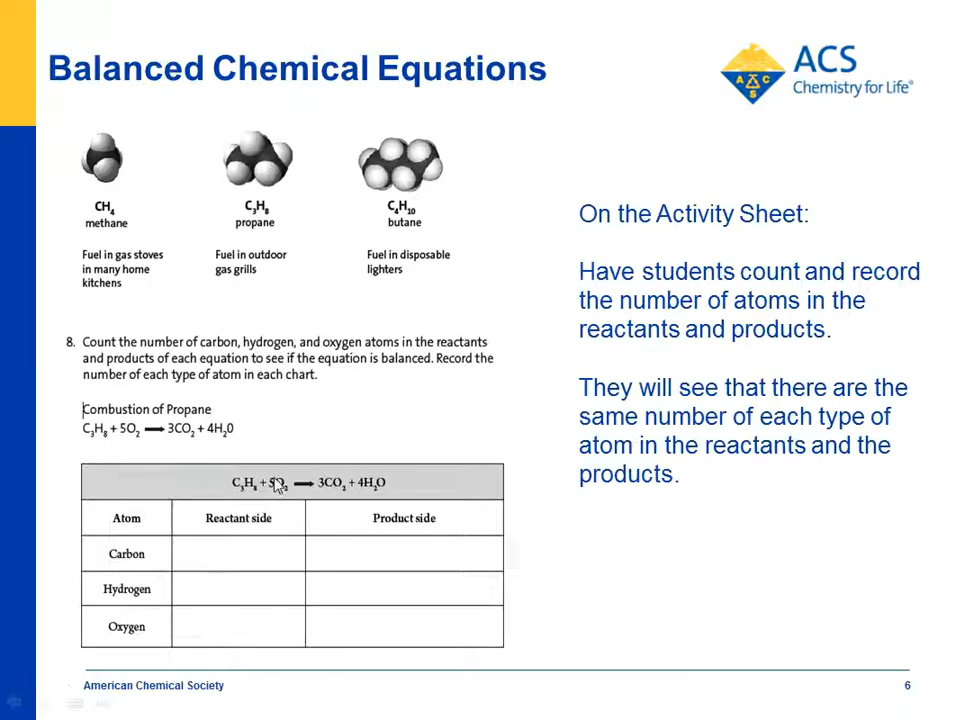 Balanced Chemical Equations
ACS
Chemistry for Life®
A C S
CH₄
methane
Fuel in gas stoves
in many home
kitchens
C₃H₈
propane
Fuel in outdoor
gas grills
C₄H₁₀
butane
Fuel in disposable
lighters
On the Activity Sheet:
Have students count and record
the number of atoms in the
reactants and products.
They will see that there are the
same number of each type of
atom in the reactants and the
products.
8. Count the number of carbon, hydrogen, and oxygen atoms in the reactants
and products of each equation to see if the equation is balanced. Record the
number of each type of atom in each chart.
Combustion of Propane
C₃H₈ + 5O₂ ⟶ 3CO₂ + 4H₂O
C₃H₈ + 5O₂ ⟶ 3CO₂ + 4H₂O
Atom Reactant side Product side
Carbon
Hydrogen
Oxygen
American Chemical Society 6